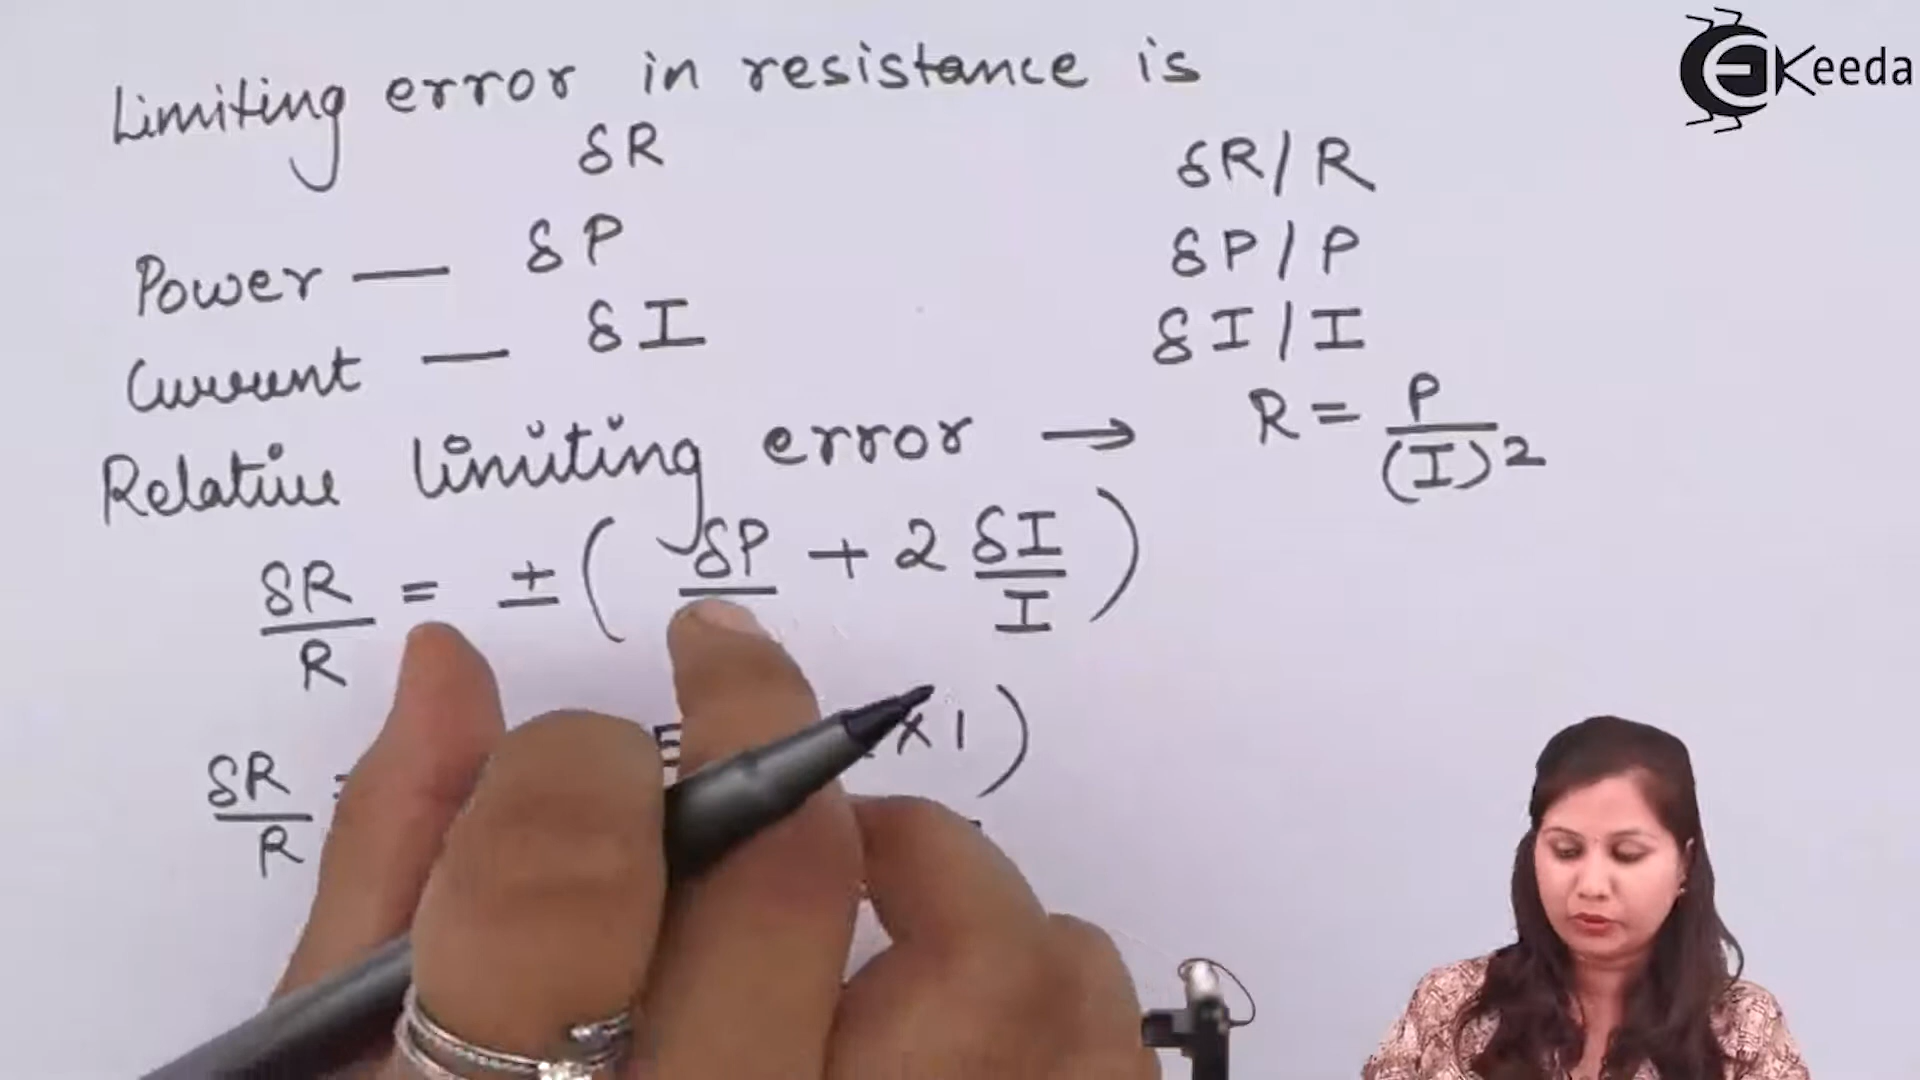 Limiting error in resistance is
δR
Power — δP
Current — δI
δR/R
δP/P
δI/I
Relative limiting error → R = P/(I)²
δR/R = ± ( δP/ + 2 δI/I )
δR/R × 1 )
EKeeda